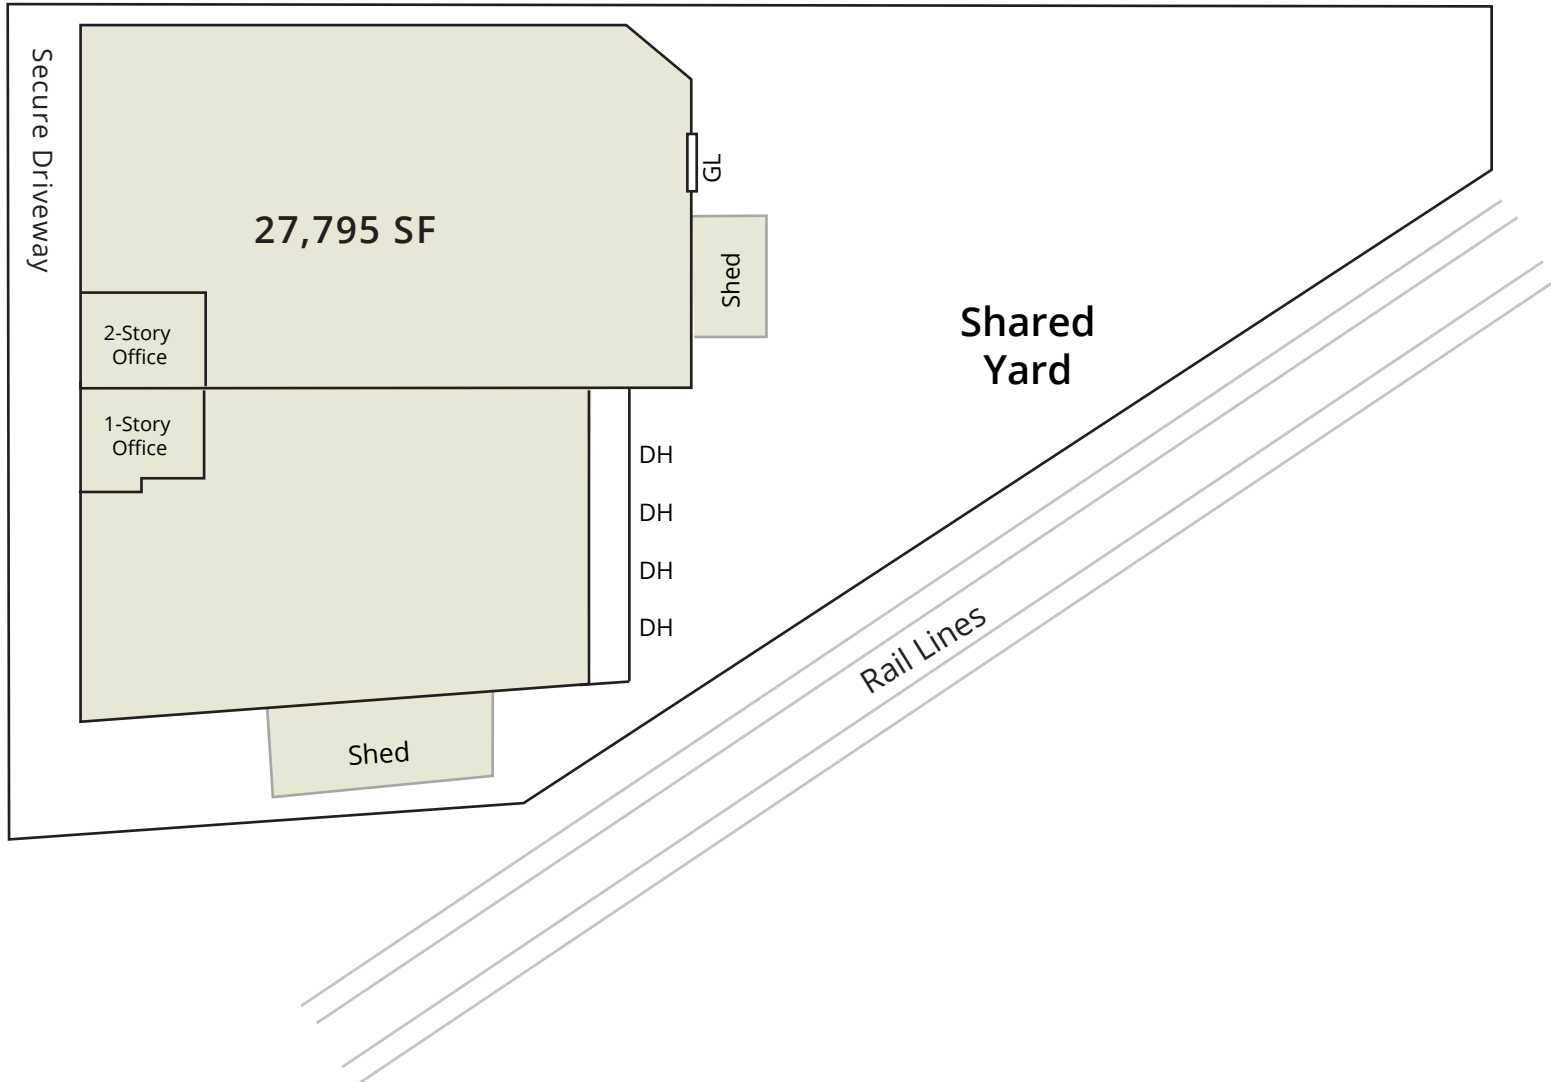 Secure Driveway
27,795 SF
GL
Shed
2-Story
Office
1-Story
Office
Shared
Yard
DH
DH
DH
DH
Rail Lines
Shed